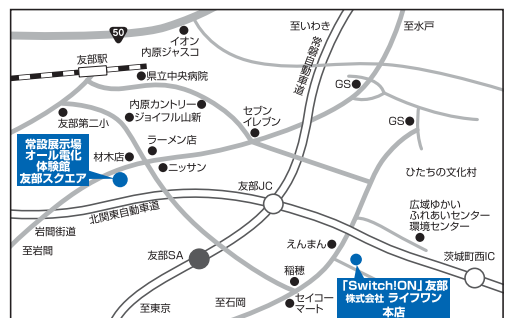 50
至いわき
至水戸
イオン
内原ジャスコ
友部駅
常磐自動車道
県立中央病院
GS
内原カントリー
ジョイフル山新
セブン
イレブン
友部第二小
GS
常設展示場
オール電化
体験館
友部スクエア
ラーメン店
材木店
ニッサン
ひたちの文化村
友部JC
北関東自動車道
広域ゆかい
ふれあいセンター
環境センター
岩間街道
至岩間
友部SA
えんまん
茨城町西IC
稲穂
「Switch!ON」友部
株式会社 ライフワン
本店
至東京
至石岡
セイコー
マート